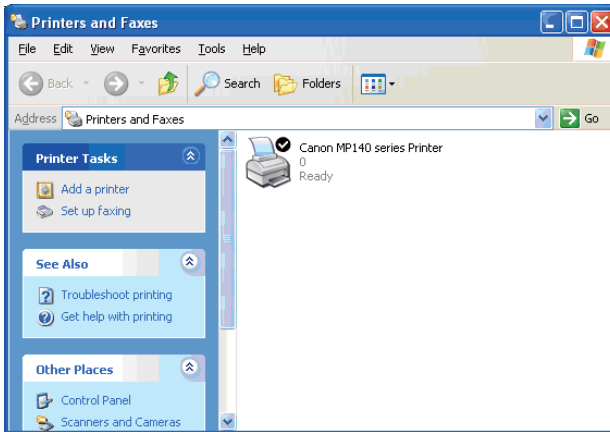 Printers and Faxes
File Edit View Favorites Tools Help
Back Search Folders
Address Printers and Faxes Go
Printer Tasks
Add a printer
Set up faxing
See Also
Troubleshoot printing
Get help with printing
Other Places
Control Panel
Scanners and Cameras
Canon MP140 series Printer
0
Ready